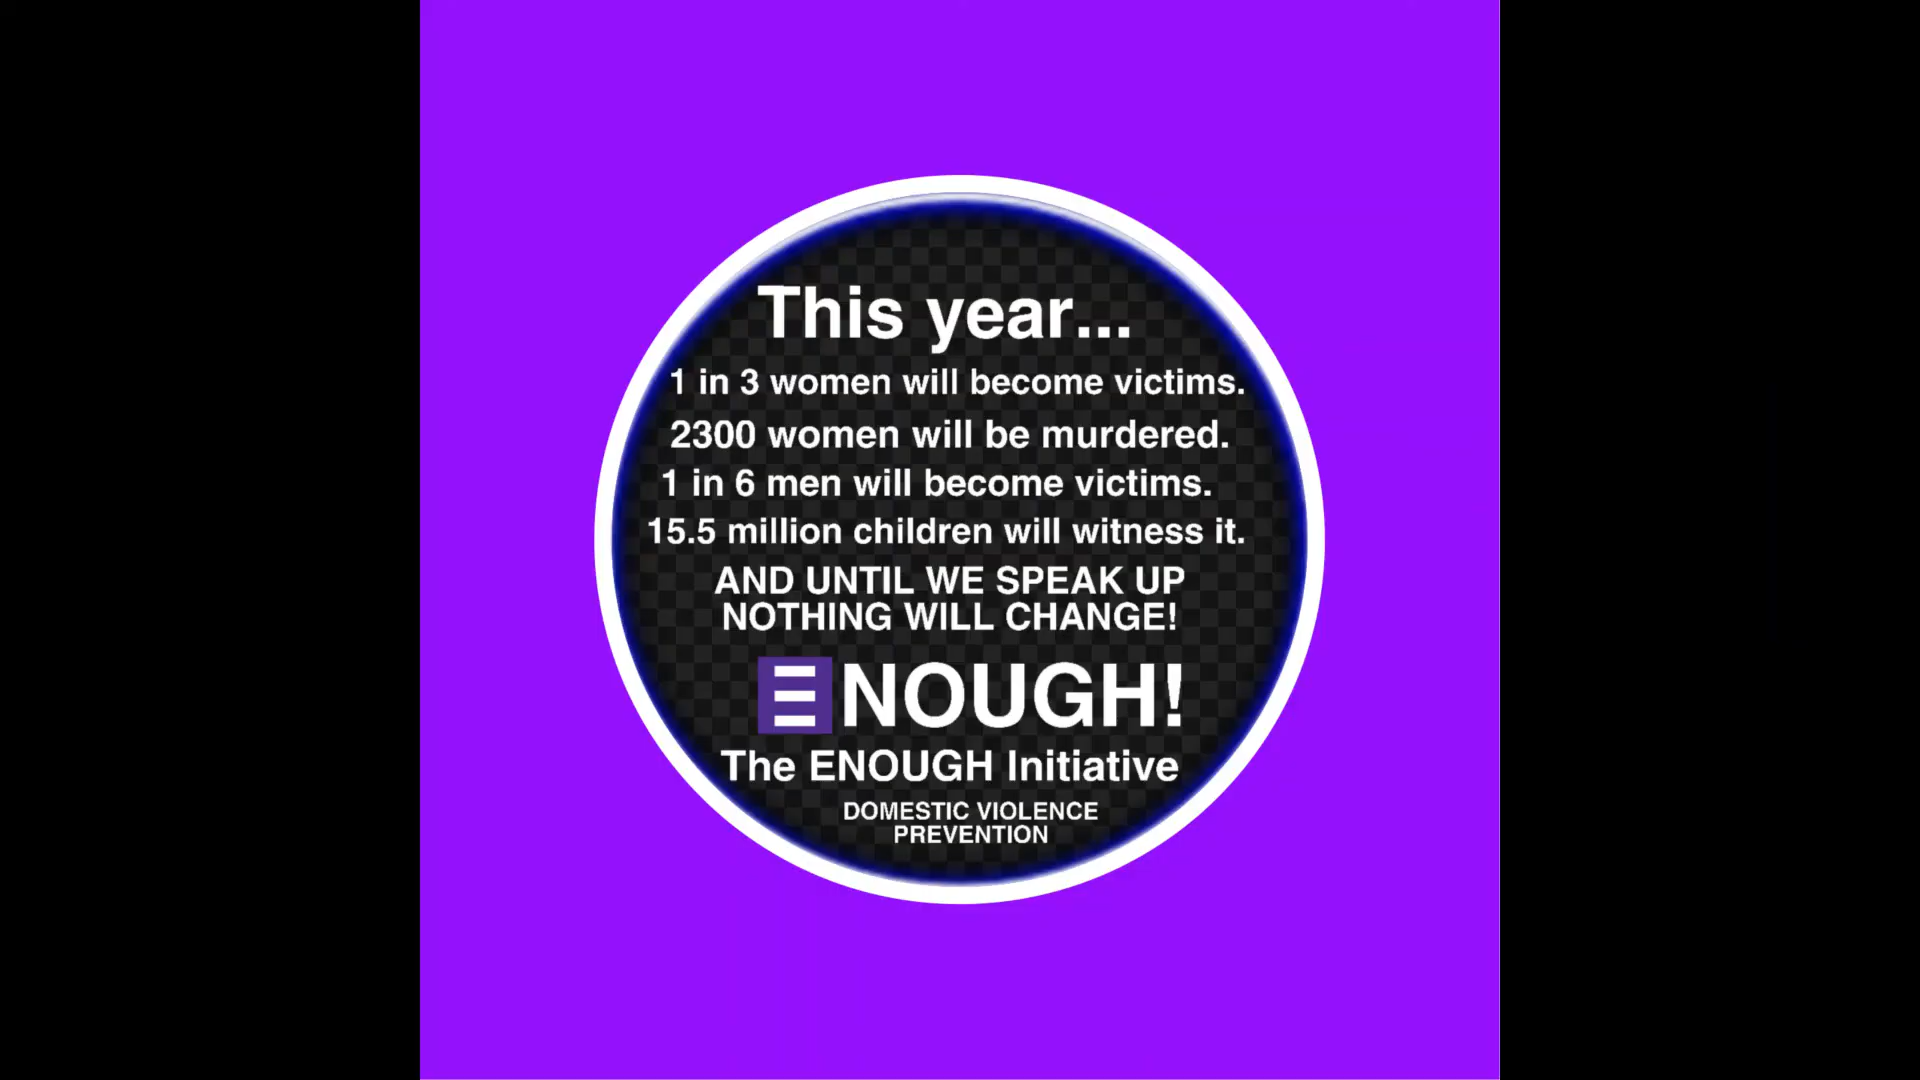 This year...
1 in 3 women will become victims.
2300 women will be murdered.
1 in 6 men will become victims.
15.5 million children will witness it.
AND UNTIL WE SPEAK UP
NOTHING WILL CHANGE!
ENOUGH!
The ENOUGH Initiative
DOMESTIC VIOLENCE
PREVENTION